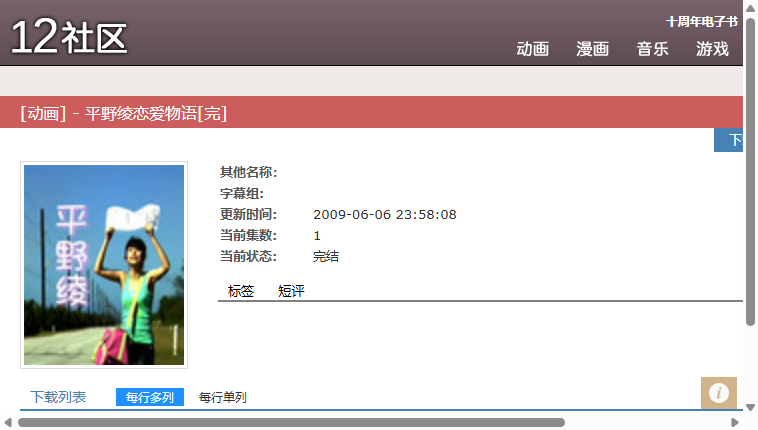 12社区
十周年电子书
动画 漫画 音乐 游戏
[动画] - 平野绫恋爱物语[完]
下载
平野绫
其他名称:
字幕组:
更新时间: 2009-06-06 23:58:08
当前集数: 1
当前状态: 完结
标签 短评
下载列表 每行多列 每行单列
i